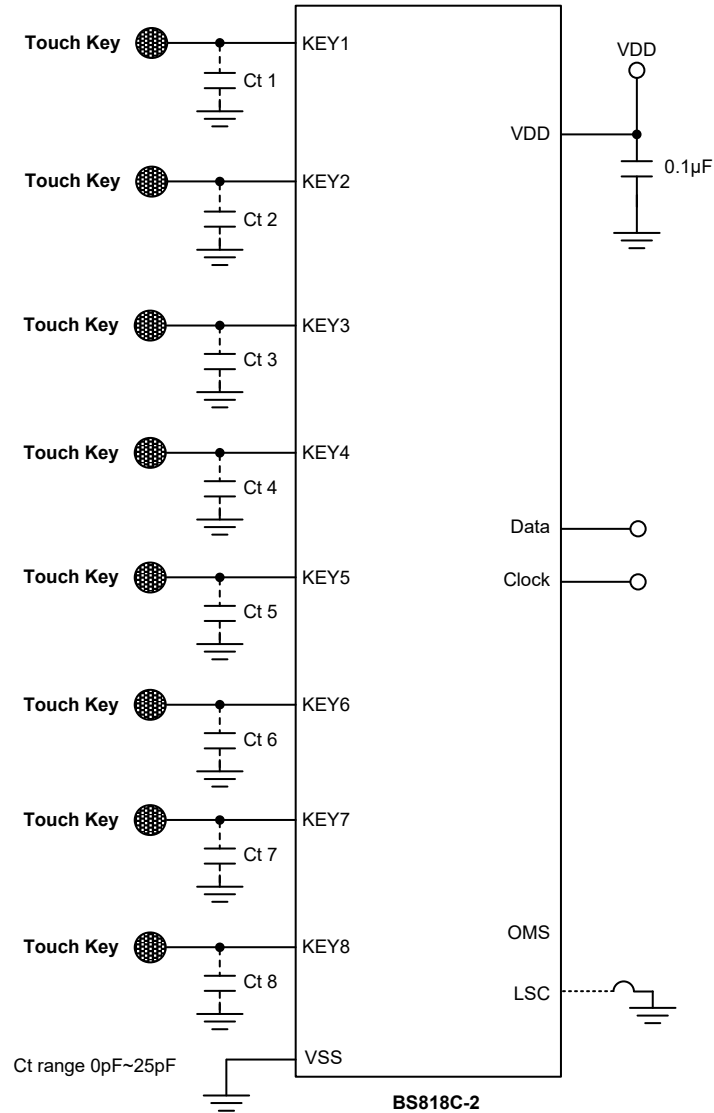 Touch Key
KEY1
Ct 1
VDD
VDD
0.1µF
Touch Key
KEY2
Ct 2
Touch Key
KEY3
Ct 3
Touch Key
KEY4
Ct 4
Data
Touch Key
KEY5
Clock
Ct 5
Touch Key
KEY6
Ct 6
Touch Key
KEY7
Ct 7
Touch Key
KEY8
OMS
Ct 8
LSC
Ct range 0pF~25pF
VSS
BS818C-2